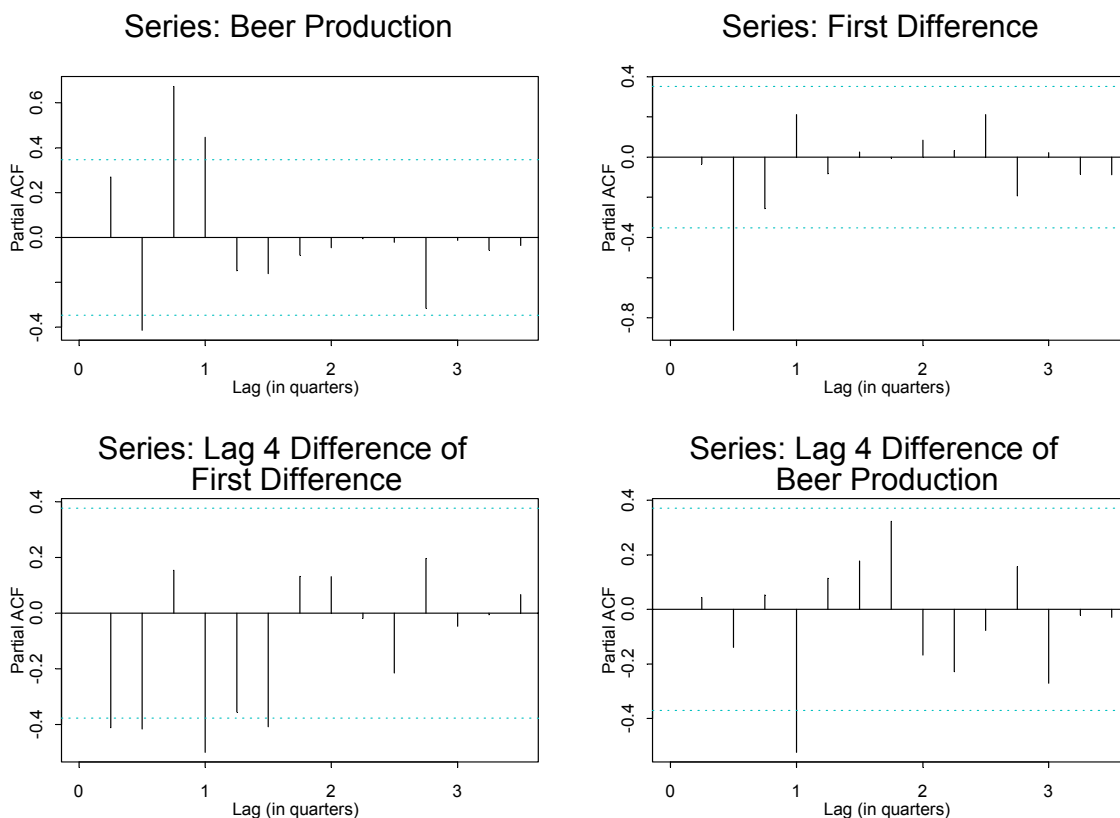 Series: Beer Production
0.6
0.4
0.2
0.0
-0.4
Partial ACF
0
1
2
3
Lag (in quarters)
Series: First Difference
0.4
0.0
-0.4
-0.8
Partial ACF
0
1
2
3
Lag (in quarters)
Series: Lag 4 Difference of
First Difference
0.4
0.2
0.0
-0.2
-0.4
Partial ACF
0
1
2
3
Lag (in quarters)
Series: Lag 4 Difference of
Beer Production
0.4
0.2
0.0
-0.2
-0.4
Partial ACF
0
1
2
3
Lag (in quarters)